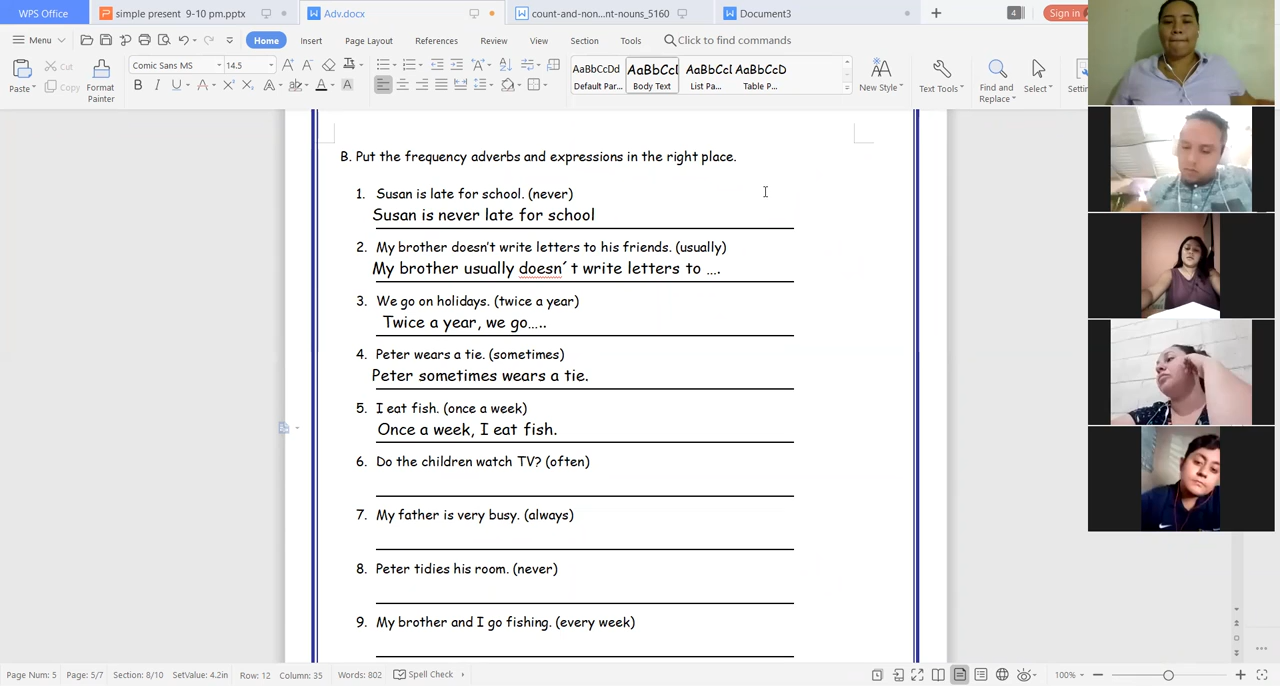 WPS Office
simple present 9-10 pm.pptx
Adv.docx
count-and-non...nt-nouns_5160
Document3
4
Sign in
Menu
Home
Insert
Page Layout
References
Review
View
Section
Tools
Click to find commands
Paste
Cut
Copy
Format Painter
Comic Sans MS
14.5
AaBbCcDd
AaBbCcI
AaBbCcI
AaBbCcD
Default Par...
Body Text
List Pa...
Table P...
New Style
Text Tools
Find and Replace
Select
B. Put the frequency adverbs and expressions in the right place.
1. Susan is late for school. (never)
Susan is never late for school
2. My brother doesn't write letters to his friends. (usually)
My brother usually doesn´t write letters to ….
3. We go on holidays. (twice a year)
Twice a year, we go…..
4. Peter wears a tie. (sometimes)
Peter sometimes wears a tie.
5. I eat fish. (once a week)
Once a week, I eat fish.
6. Do the children watch TV? (often)
7. My father is very busy. (always)
8. Peter tidies his room. (never)
9. My brother and I go fishing. (every week)
Page Num: 5
Page: 5/7
Section: 8/10
SetValue: 4.2in
Row: 12
Column: 35
Words: 802
Spell Check
100%